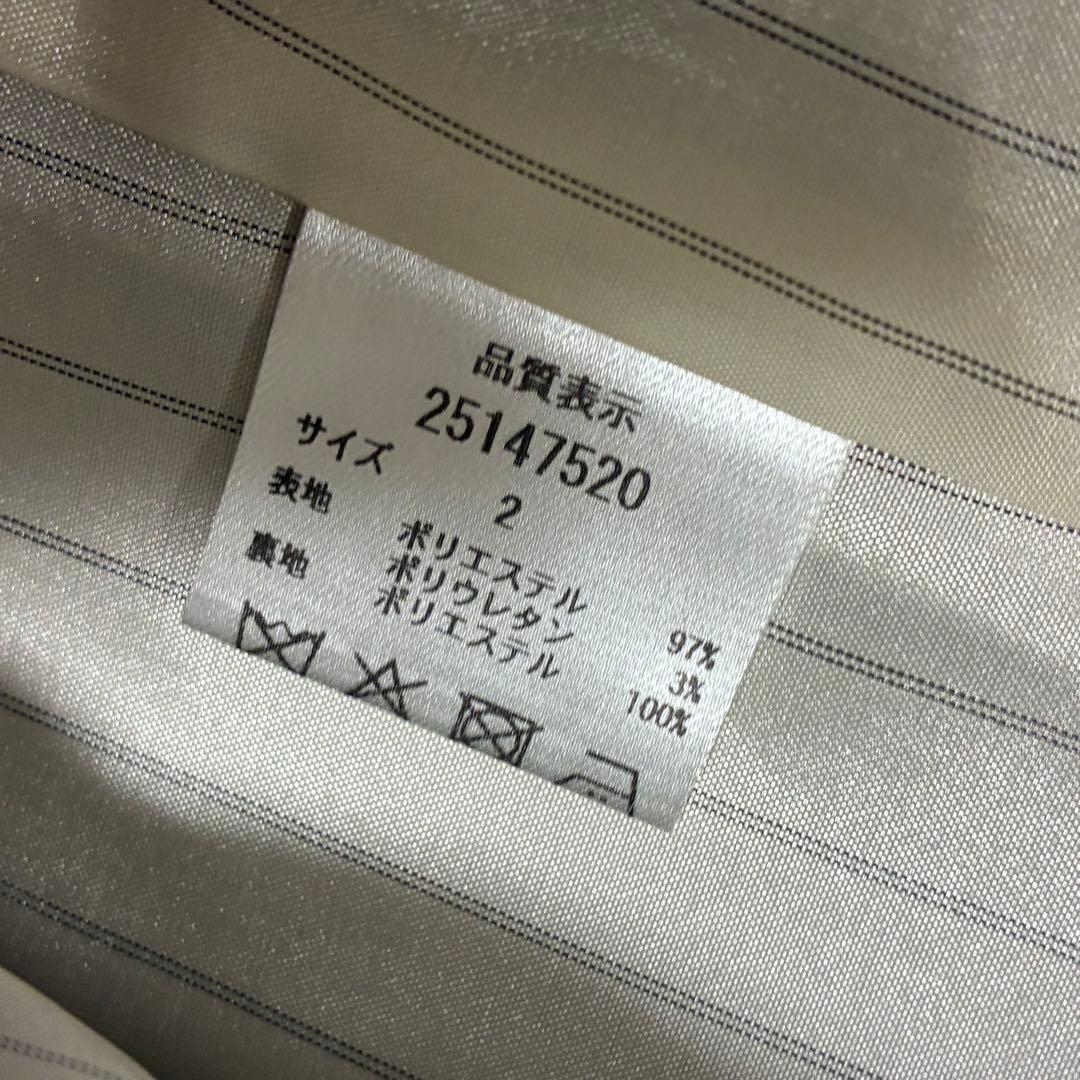 品質表示
25147520
サイズ 2
表地 ポリエステル 97%
ポリウレタン 3%
裏地 ポリエステル 100%